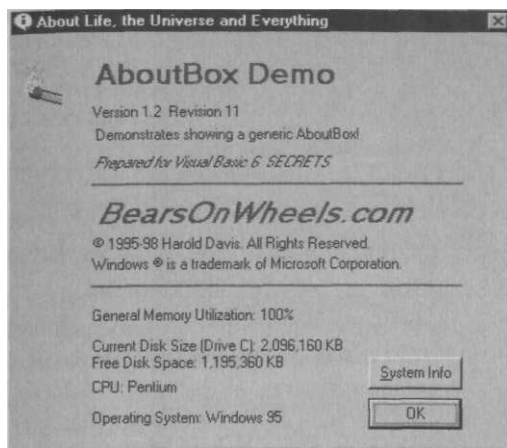 About Life, the Universe and Everything
AboutBox Demo
Version 1.2 Revision 11
Demonstrates showing a generic AboutBox!
Prepared for Visual Basic 6 SECRETS
BearsOnWheels.com
© 1995-98 Harold Davis. All Rights Reserved.
Windows ® is a trademark of Microsoft Corporation.
General Memory Utilization: 100%
Current Disk Size (Drive C): 2,096,160 KB
Free Disk Space: 1,195,360 KB
CPU: Pentium
System Info
Operating System: Windows 95
OK